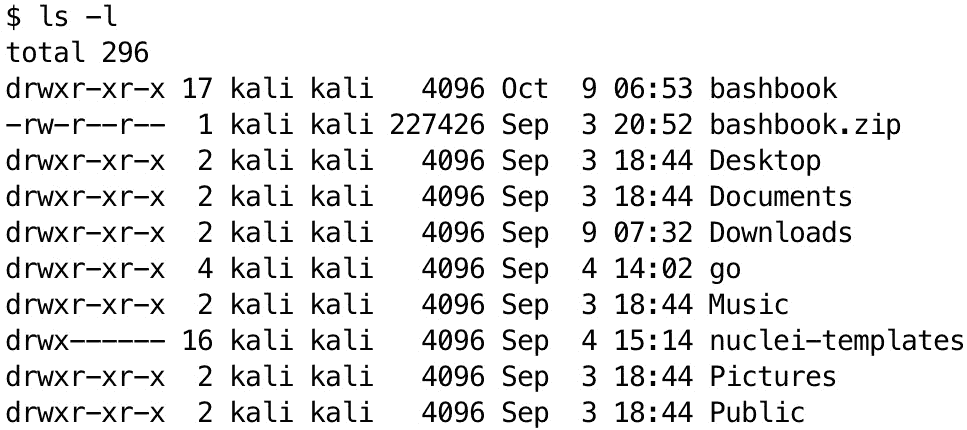 $ ls -l
total 296
drwxr-xr-x 17 kali kali   4096 Oct  9 06:53 bashbook
-rw-r--r--  1 kali kali 227426 Sep  3 20:52 bashbook.zip
drwxr-xr-x  2 kali kali   4096 Sep  3 18:44 Desktop
drwxr-xr-x  2 kali kali   4096 Sep  3 18:44 Documents
drwxr-xr-x  2 kali kali   4096 Sep  9 07:32 Downloads
drwxr-xr-x  4 kali kali   4096 Sep  4 14:02 go
drwxr-xr-x  2 kali kali   4096 Sep  3 18:44 Music
drwx------ 16 kali kali   4096 Sep  4 15:14 nuclei-templates
drwxr-xr-x  2 kali kali   4096 Sep  3 18:44 Pictures
drwxr-xr-x  2 kali kali   4096 Sep  3 18:44 Public